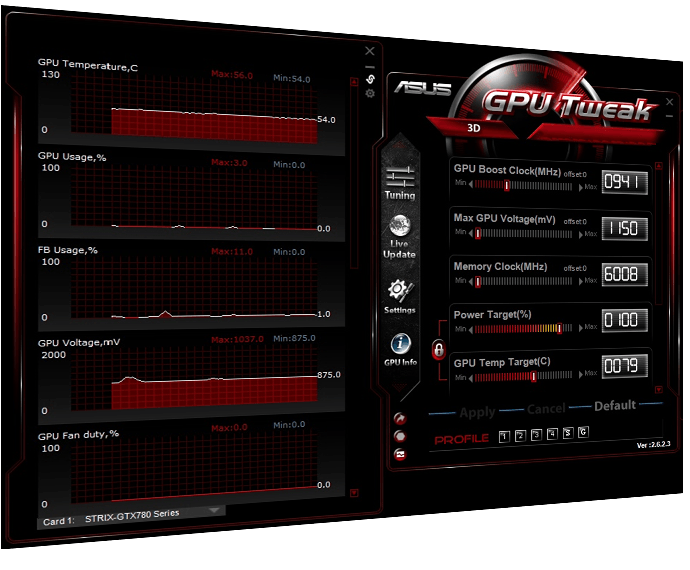 GPU Temperature,C
130
Max:56.0
Min:54.0
54.0
0
GPU Usage,%
100
Max:3.0
Min:0.0
0.0
0
FB Usage,%
100
Max:11.0
Min:0.0
1.0
0
GPU Voltage,mV
2000
Max:1037.0
Min:875.0
875.0
0
GPU Fan duty,%
100
Max:0.0
Min:0.0
0.0
0
Card 1: STRIX-GTX780 Series
ASUS
GPU Tweak
3D
Tuning
Live
Update
Settings
GPU Info
GPU Boost Clock(MHz) offset:0
Min Max 0941
Max GPU Voltage(mV) offset:0
Min Max 1150
Memory Clock(MHz) offset:0
Min Max 6008
Power Target(%)
Min Max 0100
GPU Temp Target(C)
Min Max 0079
Apply Cancel Default
PROFILE 1 2 3 4 S G
Ver :2.6.2.3